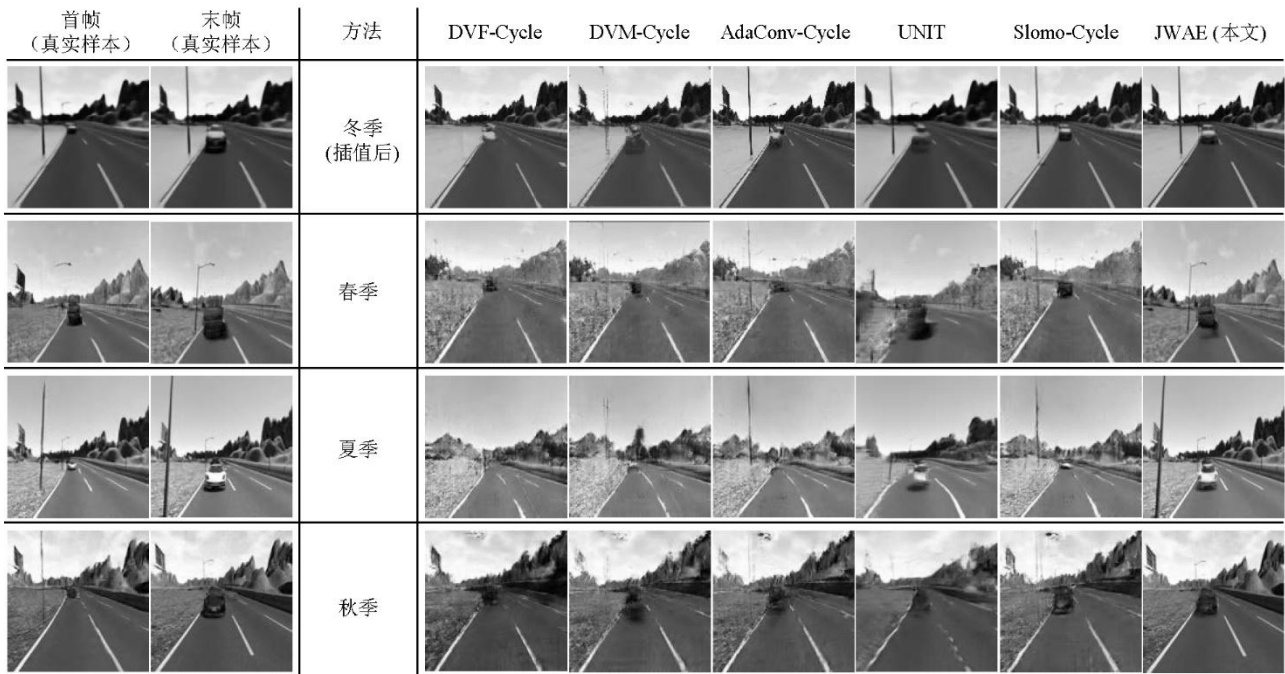 首帧
(真实样本)
末帧
(真实样本)
方法
DVF-Cycle
DVM-Cycle
AdaConv-Cycle
UNIT
Slomo-Cycle
JWAE (本文)
冬季
(插值后)
春季
夏季
秋季